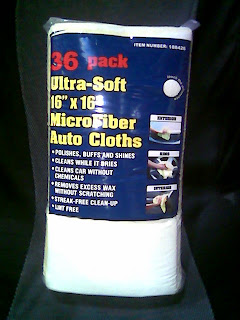 ITEM NUMBER: 198426
36 pack
Ultra-Soft
16" x 16"
MicroFiber
Auto Cloths
• POLISHES, BUFFS AND SHINES
• CLEANS WHILE IT DRIES
• CLEANS CAR WITHOUT
CHEMICALS
• REMOVES EXCESS WAX
WITHOUT SCRATCHING
• STREAK-FREE CLEAN-UP
• LINT FREE
EXTERIOR
INTERIOR